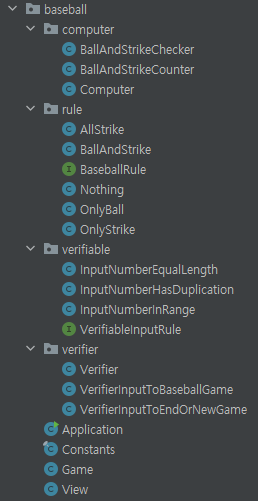 baseball
computer
BallAndStrikeChecker
BallAndStrikeCounter
Computer
rule
AllStrike
BallAndStrike
BaseballRule
Nothing
OnlyBall
OnlyStrike
verifiable
InputNumberEqualLength
InputNumberHasDuplication
InputNumberInRange
VerifiableInputRule
verifier
Verifier
VerifierInputToBaseballGame
VerifierInputToEndOrNewGame
Application
Constants
Game
View